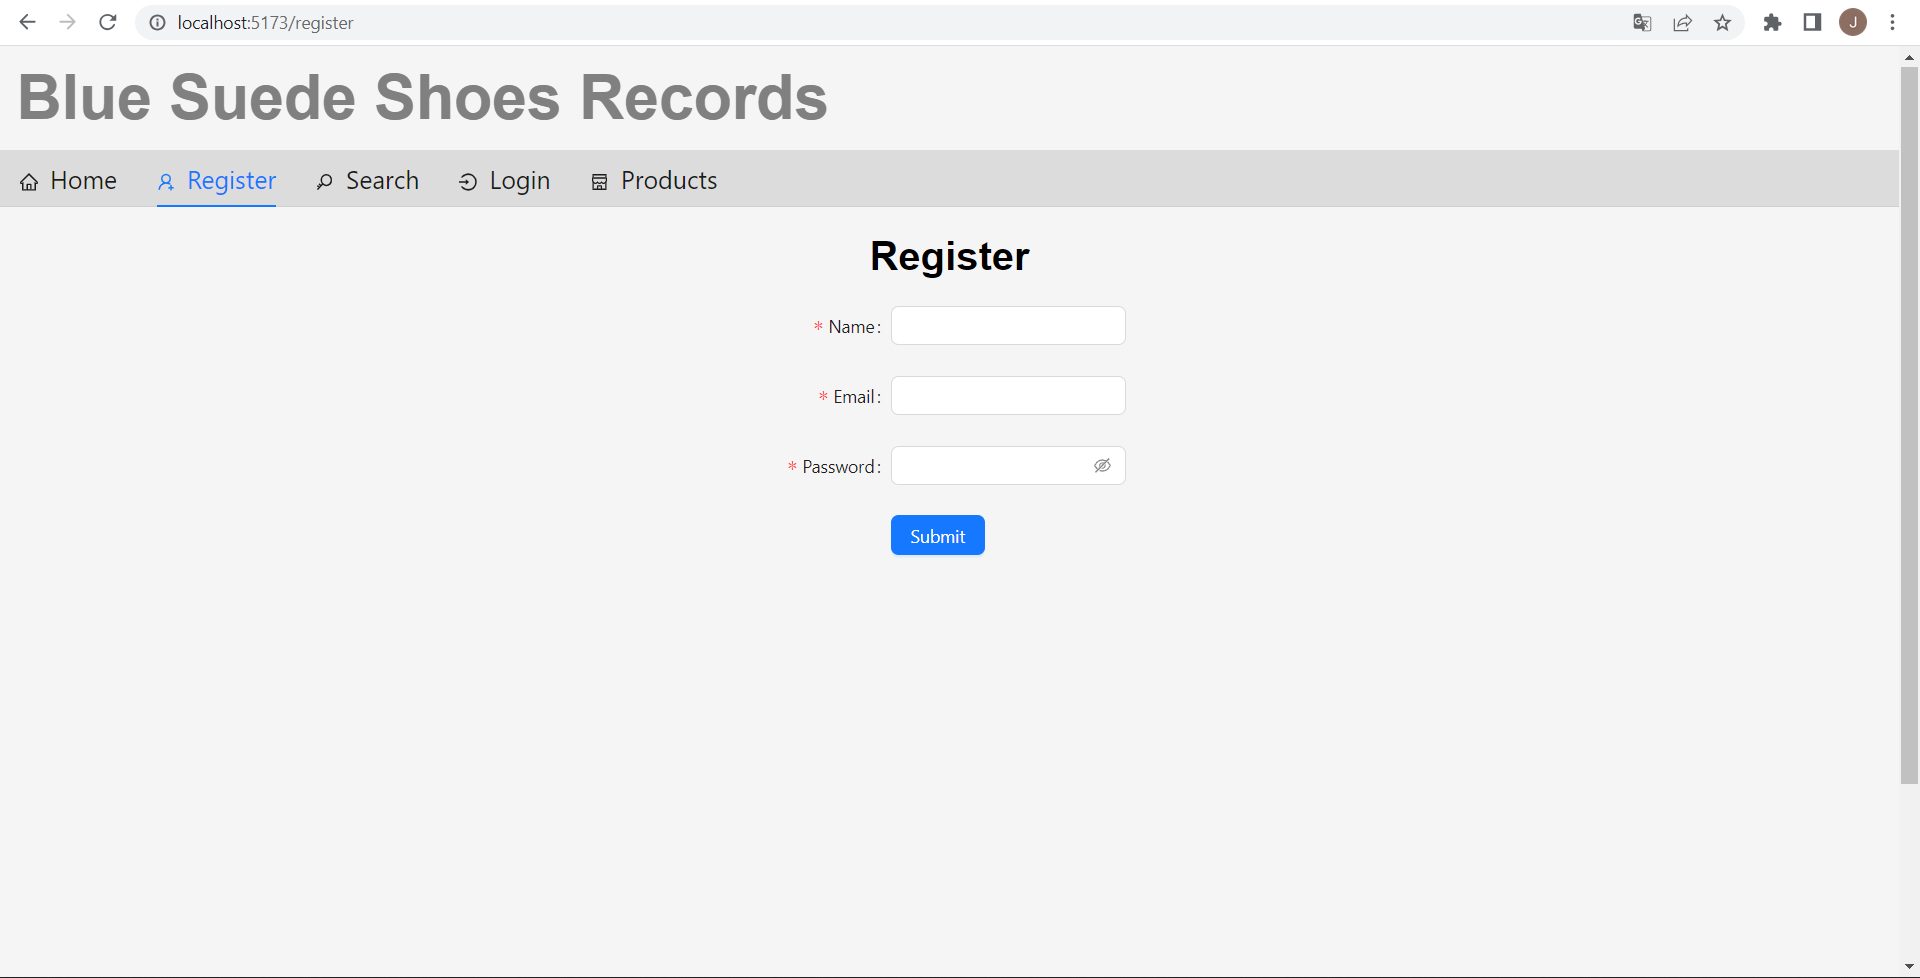 localhost:5173/register
J
Blue Suede Shoes Records
Home Register Search Login Products
Register
* Name:
* Email:
* Password:
Submit